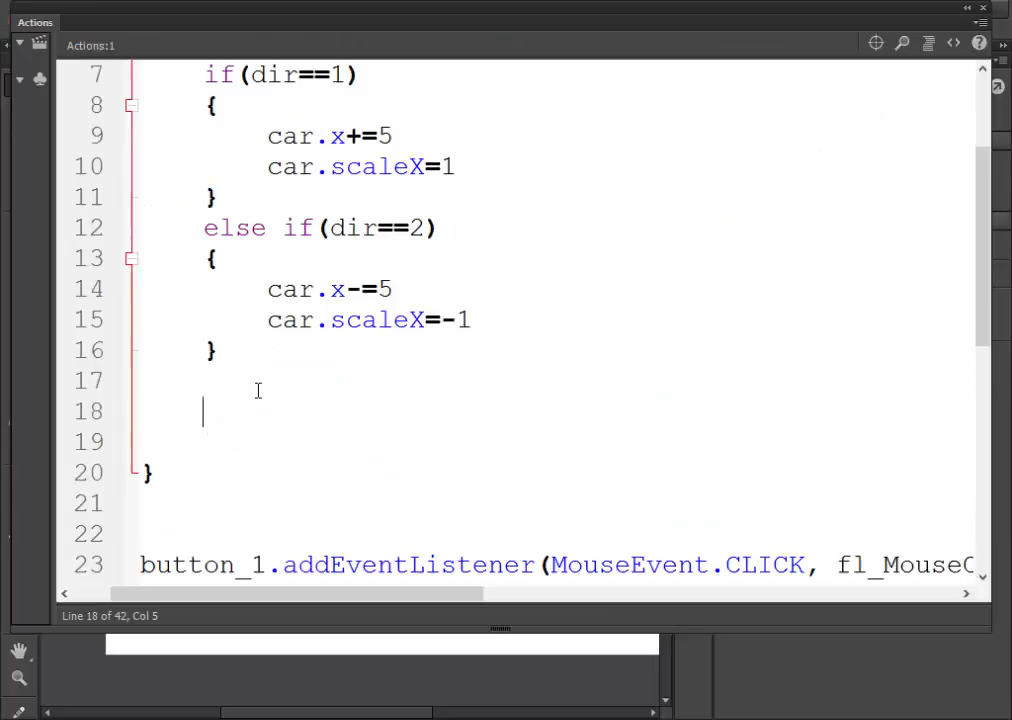 Actions
Actions:1
7 if(dir==1)
8 {
9 car.x+=5
10 car.scaleX=1
11 }
12 else if(dir==2)
13 {
14 car.x-=5
15 car.scaleX=-1
16 }
17
18
19
20 }
21
22
23 button_1.addEventListener(MouseEvent.CLICK, fl_MouseC
Line 18 of 42, Col 5